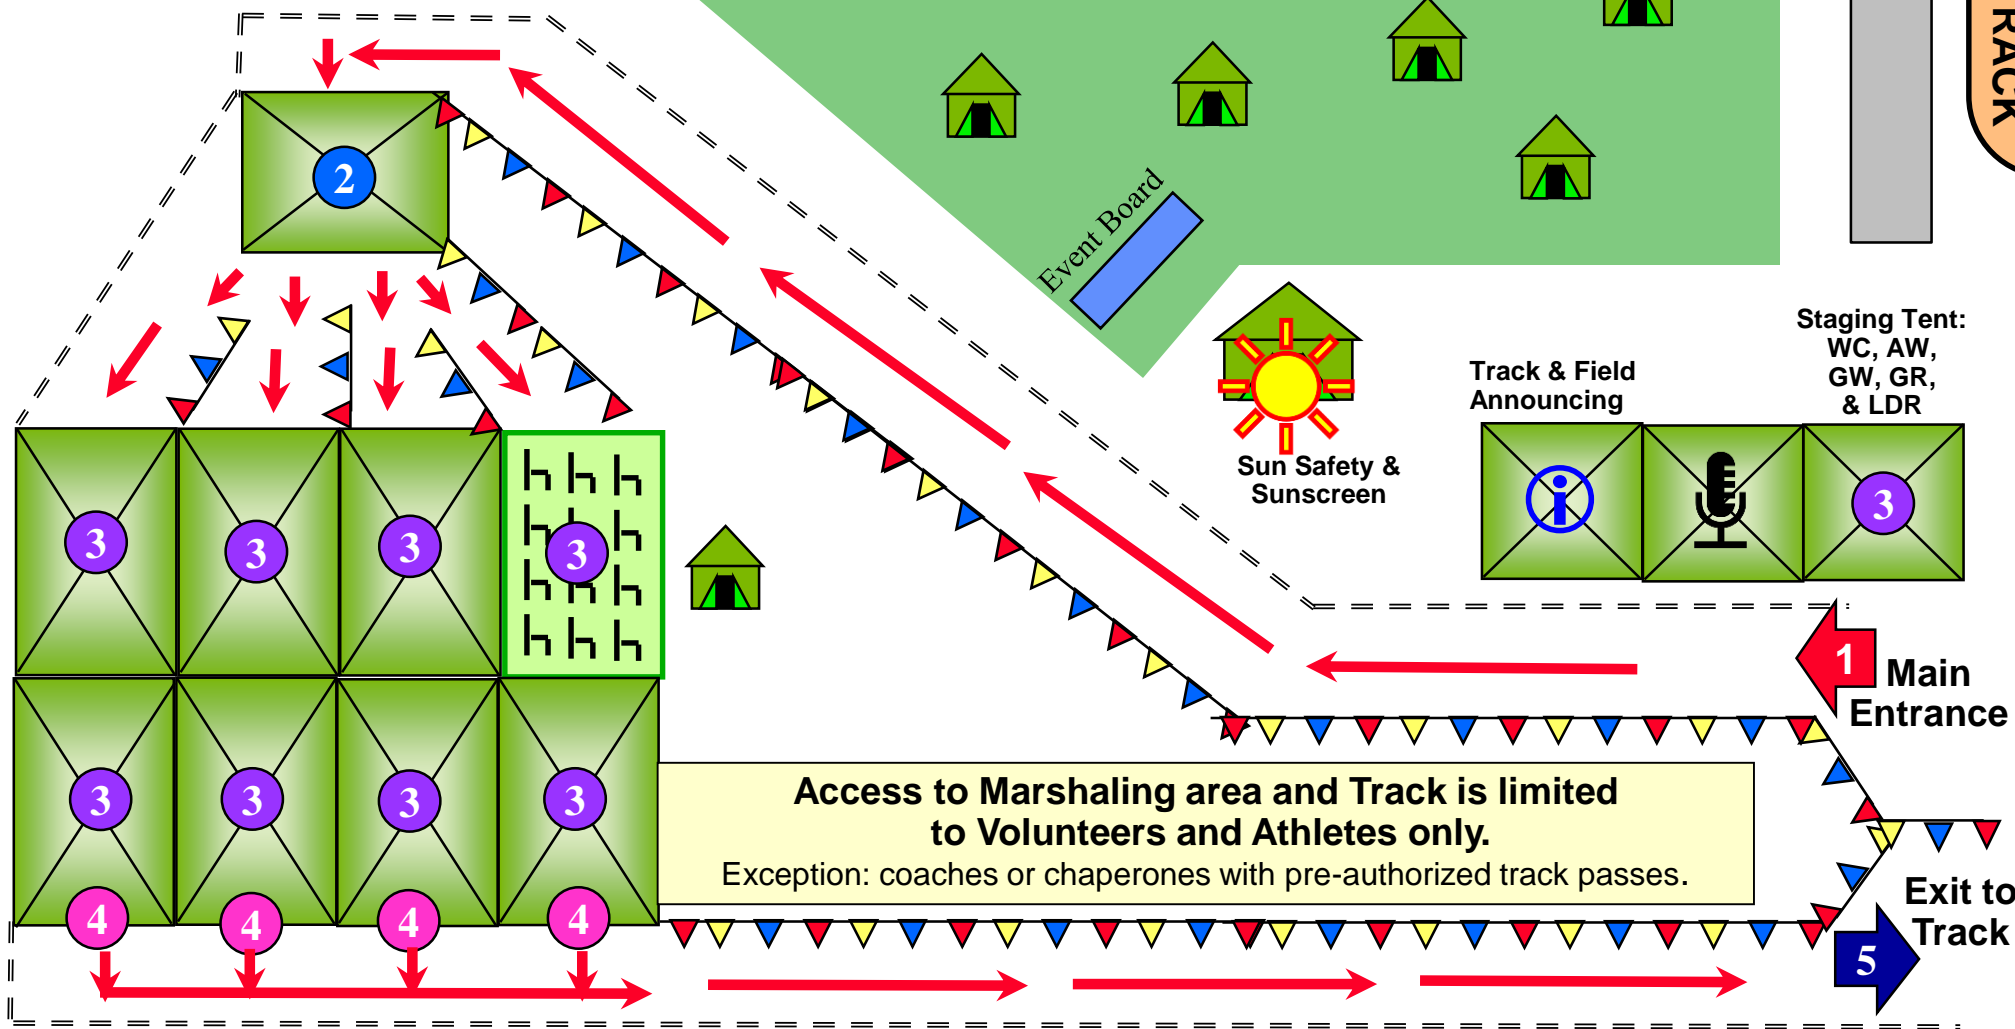 RACK
2
Event Board
Staging Tent:
WC, AW,
GW, GR,
& LDR
Track & Field
Announcing
Sun Safety &
Sunscreen
3
3
3
3
3
i
1
Main
Entrance
3
3
3
3
Access to Marshaling area and Track is limited
to Volunteers and Athletes only.
Exception: coaches or chaperones with pre-authorized track passes.
4
4
4
4
Exit to
Track
5